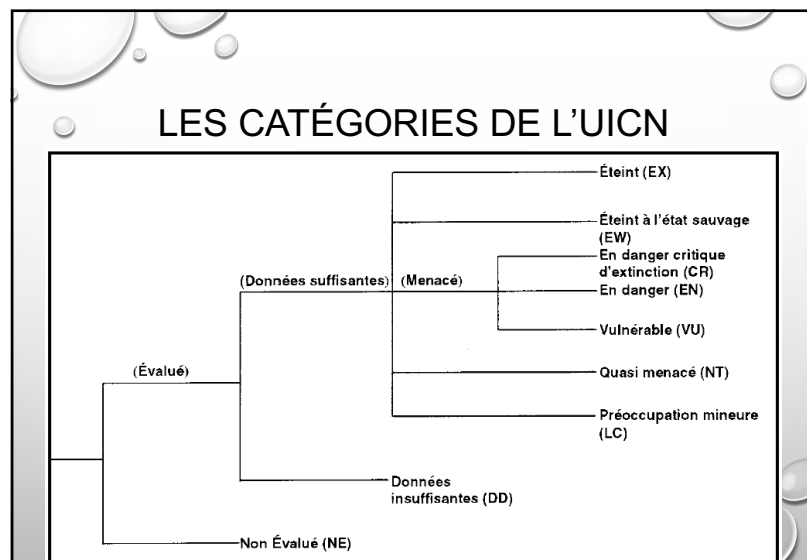 LES CATÉGORIES DE L'UICN
Éteint (EX)
Éteint à l'état sauvage
(EW)
En danger critique
d'extinction (CR)
(Données suffisantes)
(Menacé)
En danger (EN)
Vulnérable (VU)
(Évalué)
Quasi menacé (NT)
Préoccupation mineure
(LC)
Données
insuffisantes (DD)
Non Évalué (NE)